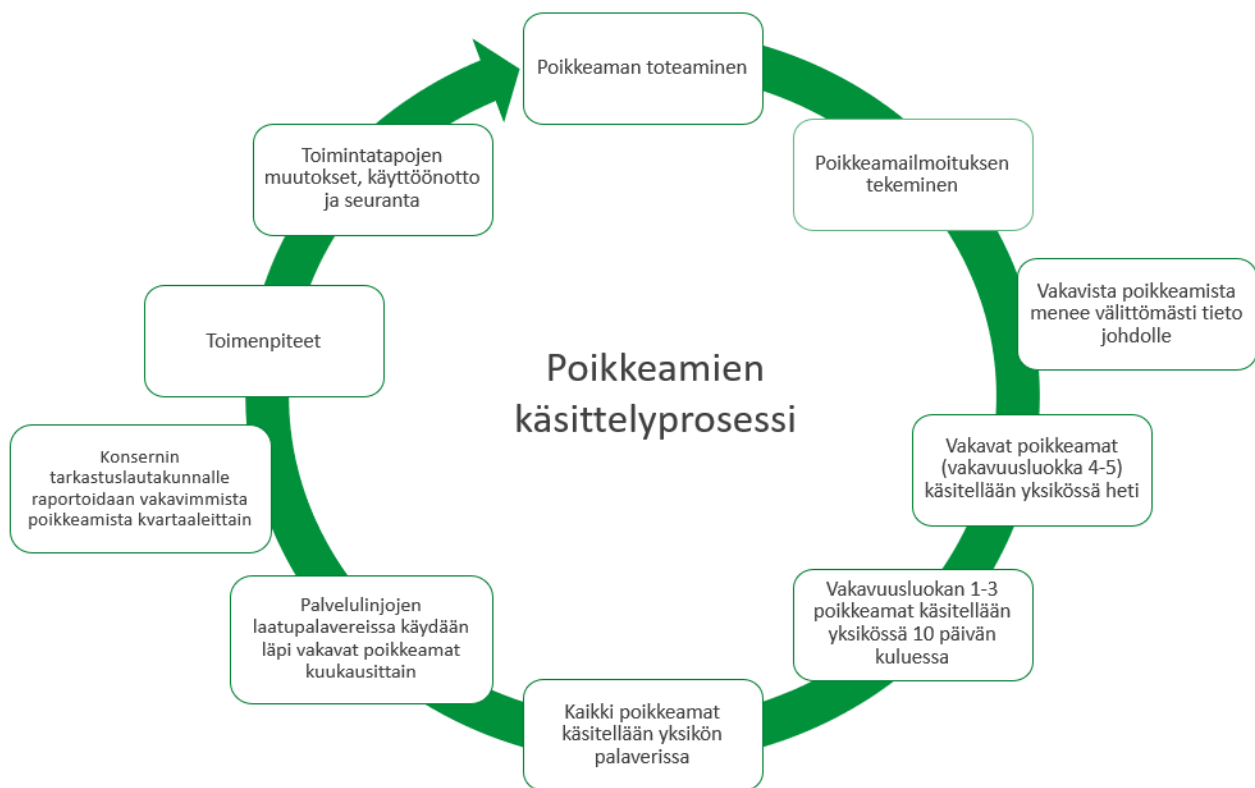 Poikkeaman toteaminen
Poikkeamailmoituksen
tekeminen
Vakavista poikkeamista
menee välittömästi tieto
johdolle
Vakavat poikkeamat
(vakavuusluokka 4-5)
käsitellään yksikössä heti
Vakavuusluokan 1-3
poikkeamat käsitellään
yksikössä 10 päivän
kuluessa
Kaikki poikkeamat
käsitellään yksikön
palaverissa
Palvelulinjojen
laatupalavereissa käydään
läpi vakavat poikkeamat
kuukausittain
Konsernin
tarkastuslautakunnalle
raportoidaan vakavimmista
poikkeamista kvartaaleittain
Toimenpiteet
Toimintatapojen
muutokset, käyttöönotto
ja seuranta
Poikkeamien
käsittelyprosessi